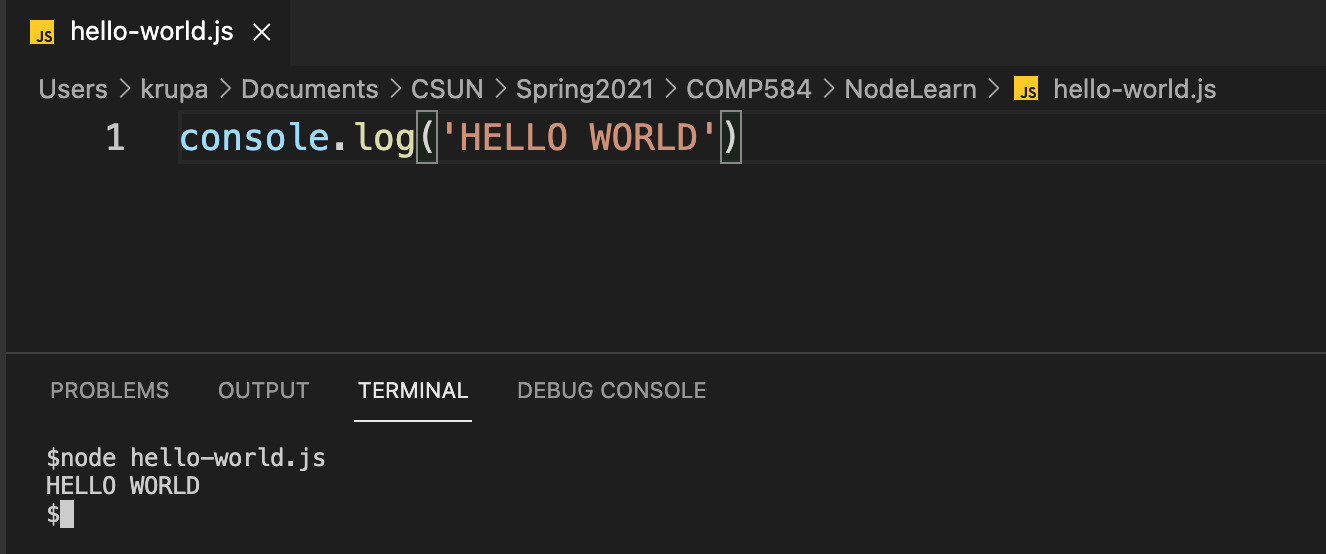 JS hello-world.js ×
Users > krupa > Documents > CSUN > Spring2021 > COMP584 > NodeLearn > JS hello-world.js
1 console.log('HELLO WORLD')
PROBLEMS OUTPUT TERMINAL DEBUG CONSOLE
$node hello-world.js
HELLO WORLD
$